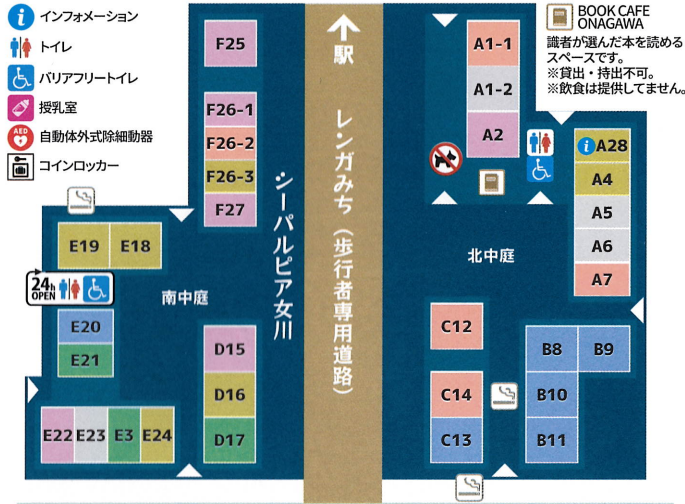 インフォメーション
トイレ
バリアフリートイレ
授乳室
AED
自動体外式除細動器
コインロッカー
BOOK CAFE
ONAGAWA
識者が選んだ本を読める
スペースです。
※貸出・持出不可。
※飲食は提供してません。
駅
レンガみち（歩行者専用道路）
シーパルピア女川
F25
F26-1
F26-2
F26-3
F27
E19 E18
24h
OPEN
南中庭
E20
E21
E22 E23 E3 E24
D15
D16
D17
A1-1
A1-2
A2
A28
A4
A5
A6
A7
北中庭
C12
C14
C13
B8 B9
B10
B11